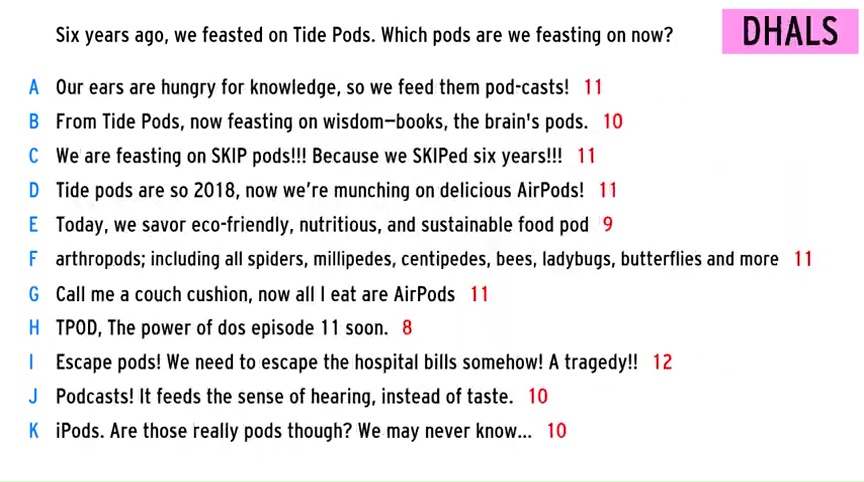 Six years ago, we feasted on Tide Pods. Which pods are we feasting on now?
DHALS
A Our ears are hungry for knowledge, so we feed them pod-casts! 11
B From Tide Pods, now feasting on wisdom—books, the brain's pods. 10
C We are feasting on SKIP pods!!! Because we SKIPed six years!!! 11
D Tide pods are so 2018, now we're munching on delicious AirPods! 11
E Today, we savor eco-friendly, nutritious, and sustainable food pod 9
F arthropods; including all spiders, millipedes, centipedes, bees, ladybugs, butterflies and more 11
G Call me a couch cushion, now all I eat are AirPods 11
H TPOD, The power of dos episode 11 soon. 8
I Escape pods! We need to escape the hospital bills somehow! A tragedy!! 12
J Podcasts! It feeds the sense of hearing, instead of taste. 10
K iPods. Are those really pods though? We may never know... 10